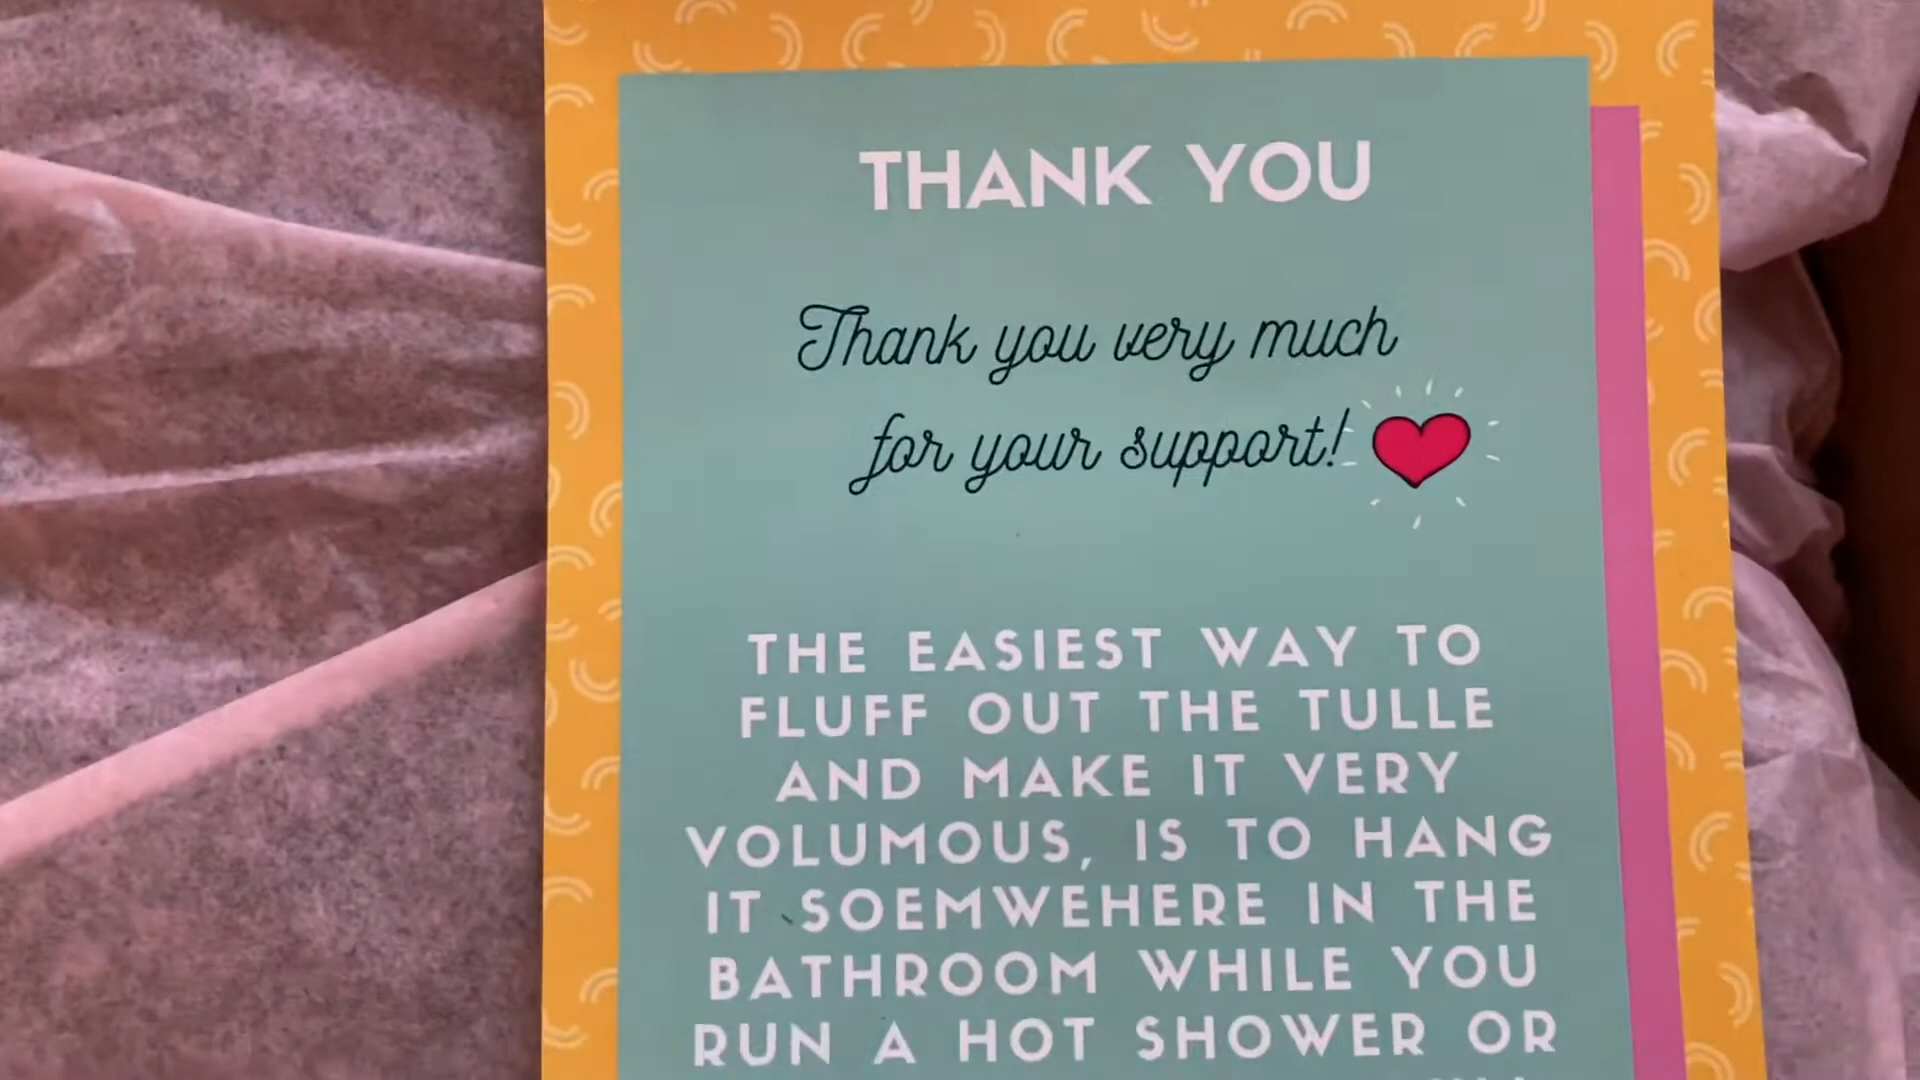 THANK YOU
Thank you very much
for your support!
THE EASIEST WAY TO
FLUFF OUT THE TULLE
AND MAKE IT VERY
VOLUMOUS, IS TO HANG
IT SOEMWEHERE IN THE
BATHROOM WHILE YOU
RUN A HOT SHOWER OR